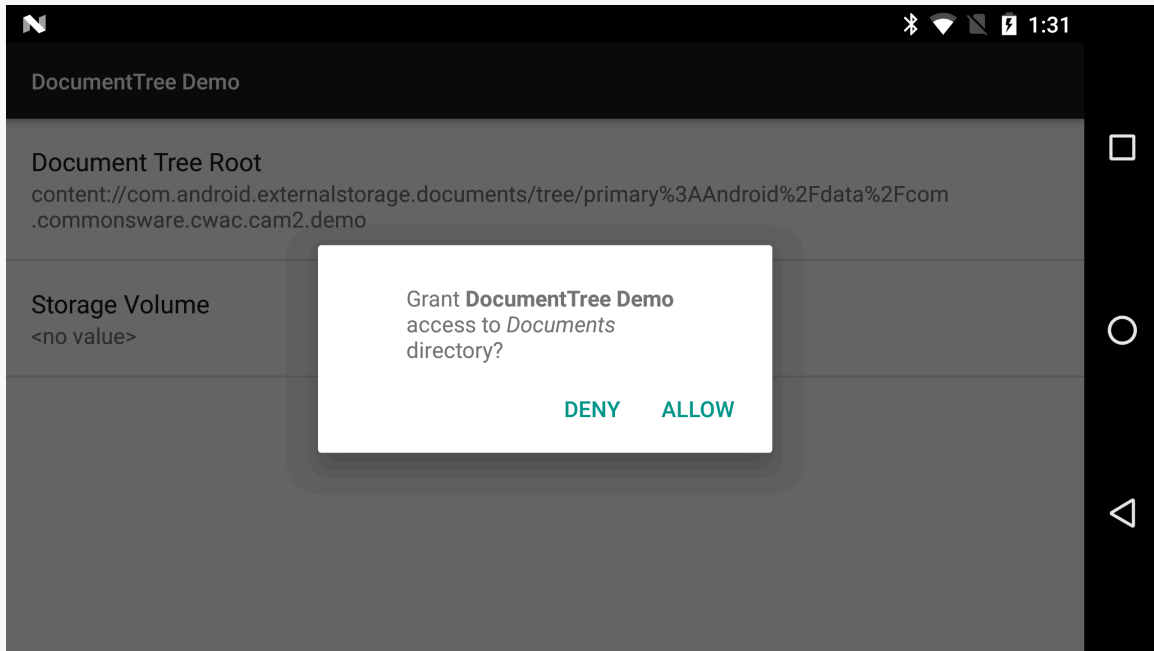 1:31
DocumentTree Demo
Document Tree Root
content://com.android.externalstorage.documents/tree/primary%3AAndroid%2Fdata%2Fcom
.commonsware.cwac.cam2.demo
Storage Volume
<no value>
Grant DocumentTree Demo
access to Documents
directory?
DENY ALLOW